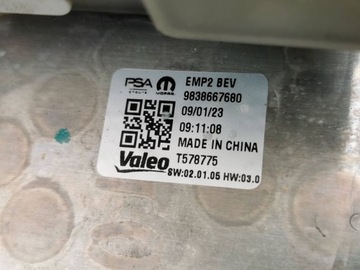 PSA
MOPAR
EMP2 BEV
9838667680
09/01/23
09:11:08
MADE IN CHINA
Valeo
T578775
SW:02.01.05 HW:03.0